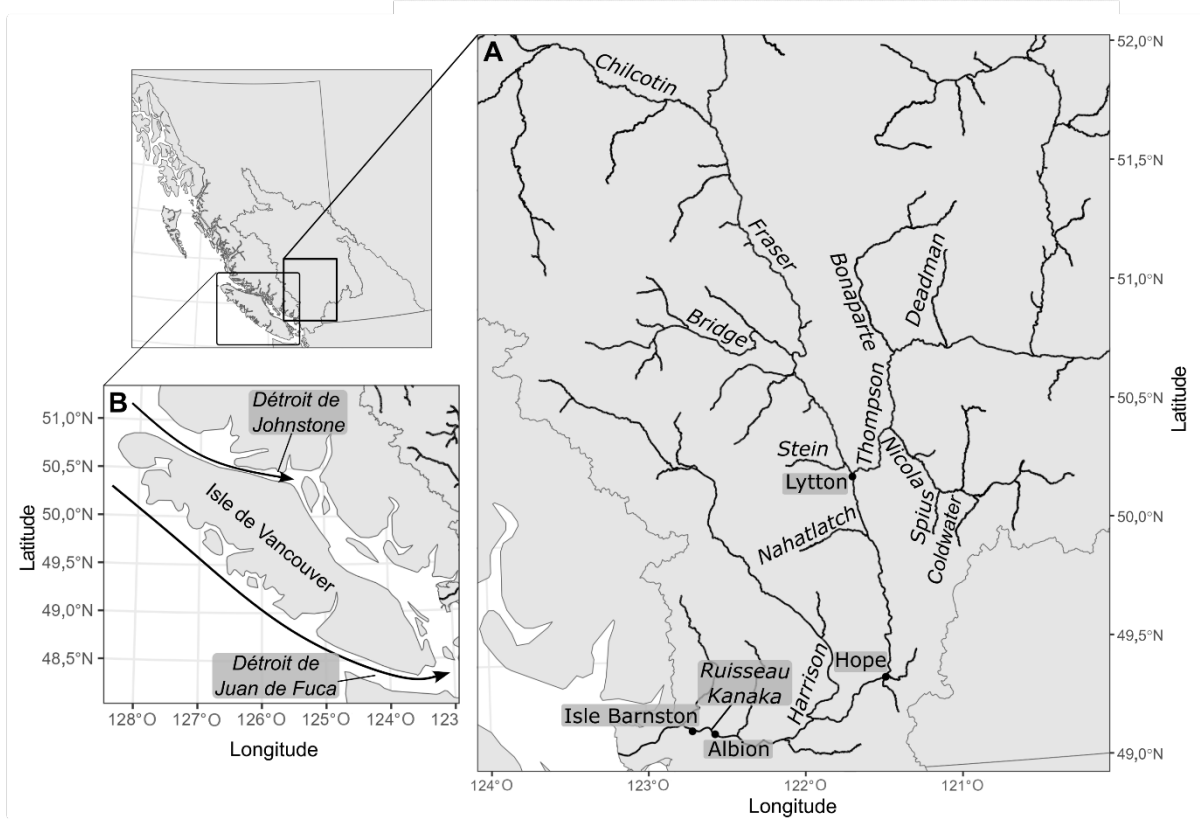 A
Chilcotin
Fraser
Bonaparte
Deadman
Bridge
Thompson
Stein
Nicola
Lytton
Spius
Coldwater
Nahatlatch
Harrison
Hope
Ruisseau
Kanaka
Isle Barnston
Albion
52,0°N
51,5°N
51,0°N
50,5°N
50,0°N
49,5°N
49,0°N
Latitude
124°O
123°O
122°O
121°O
Longitude
B
Détroit de
Johnstone
Isle de Vancouver
Détroit de
Juan de Fuca
51,0°N
50,5°N
50,0°N
49,5°N
49,0°N
48,5°N
Latitude
128°O
127°O
126°O
125°O
124°O
123
Longitude